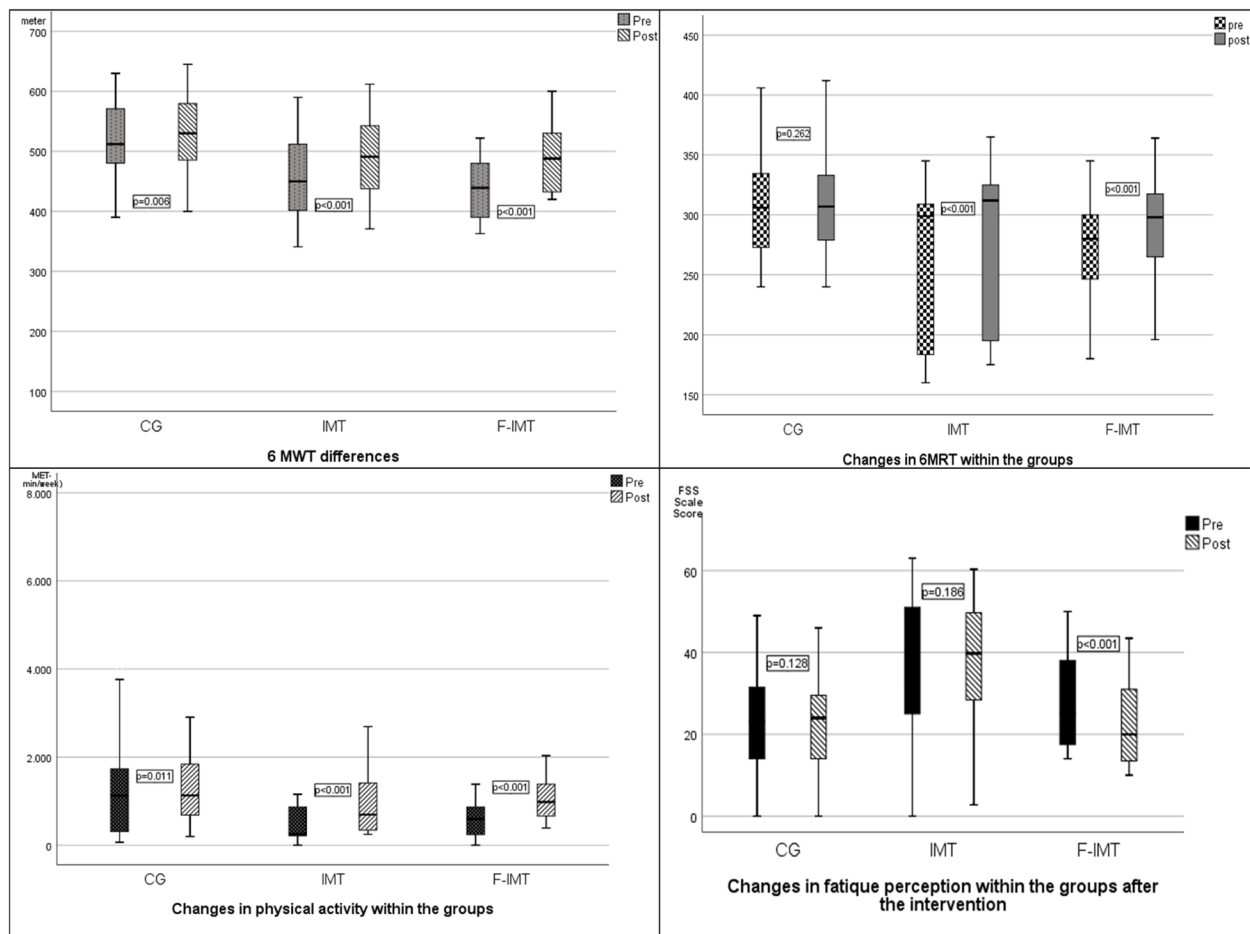 meter
700
600
500
400
300
200
100
Pre
Post
p=0.006
p<0.001
p<0.001
CG IMT F-IMT
6 MWT differences
450
400
350
300
250
200
150
pre
post
p=0.262
p<0.001
p<0.001
CG IMT F-IMT
Changes in 6MRT within the groups
MET-
min/week)
8.000
6.000
4.000
2.000
0
Pre
Post
p=0.011
p<0.001
p<0.001
CG IMT F-IMT
Changes in physical activity within the groups
FSS
Scale
Score
60
40
20
0
Pre
Post
p=0.128
p=0.186
p<0.001
CG IMT F-IMT
Changes in fatique perception within the groups after
the intervention